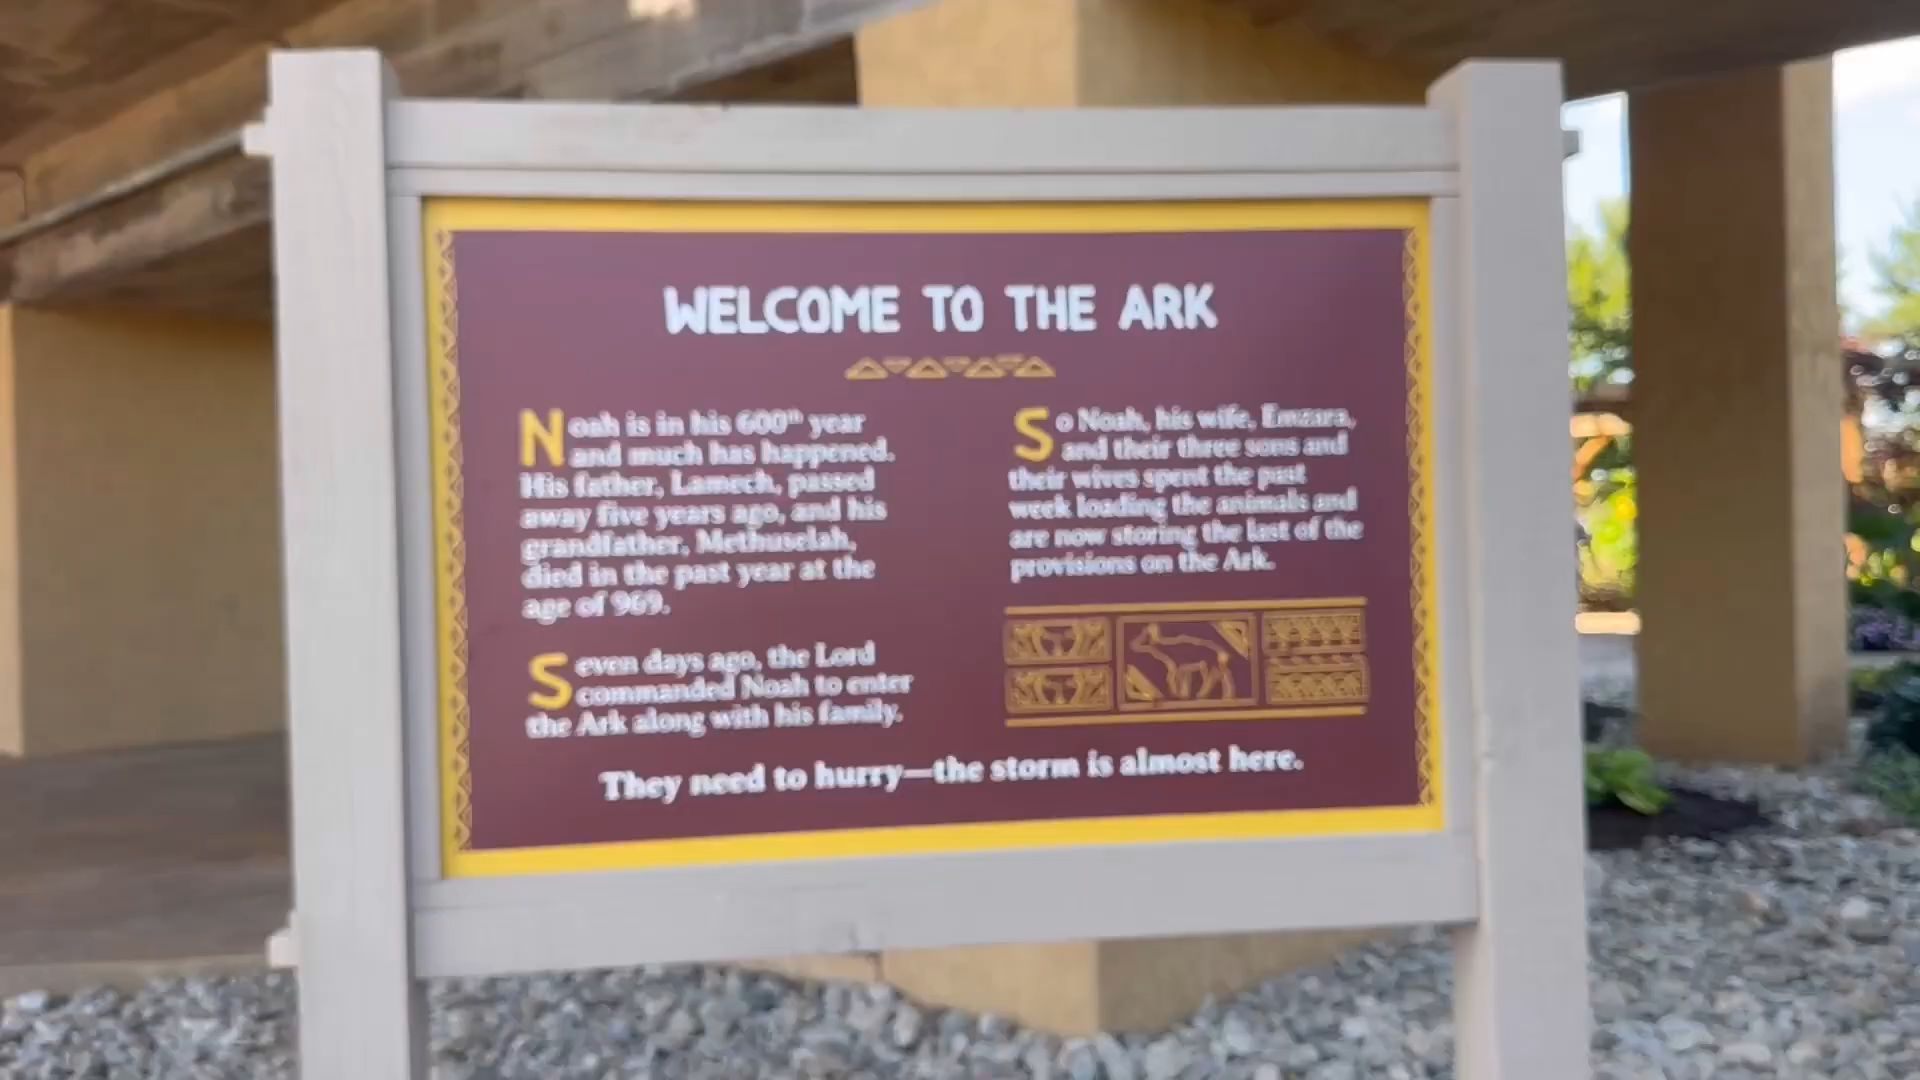 WELCOME TO THE ARK
Noah is in his 600th year
and much has happened.
His father, Lamech, passed
away five years ago, and his
grandfather, Methuselah,
died in the past year at the
age of 969.
Seven days ago, the Lord
commanded Noah to enter
the Ark along with his family.
So Noah, his wife, Emzara,
and their three sons and
their wives spent the past
week loading the animals and
are now storing the last of the
provisions on the Ark.
They need to hurry—the storm is almost here.